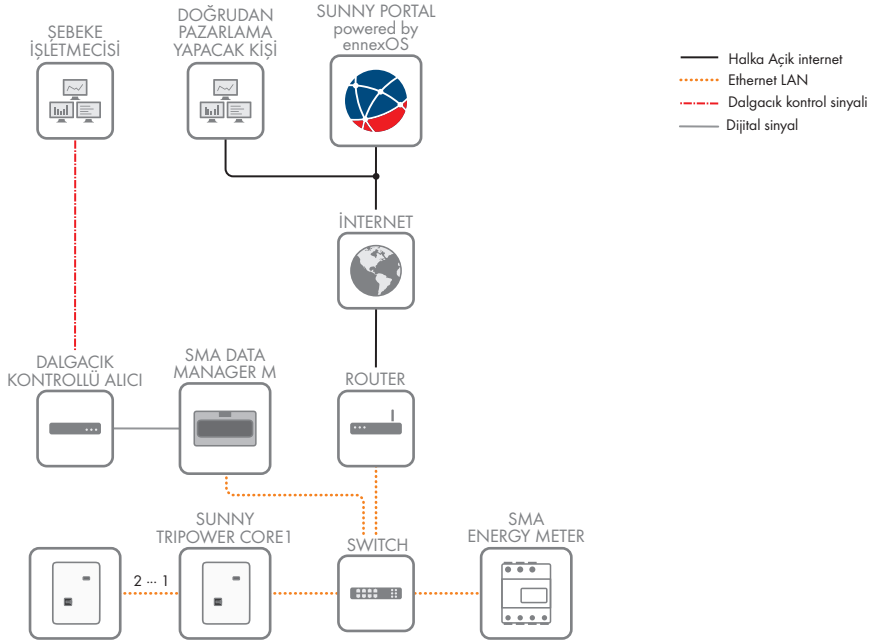 ŞEBEKE
İŞLETMECİSİ
DOĞRUDAN
PAZARLAMA
YAPACAK KİŞİ
SUNNY PORTAL
powered by
ennexOS
Halka Açik internet
Ethernet LAN
Dalgacık kontrol sinyali
Dijital sinyal
İNTERNET
DALGACIK
KONTROLLÜ ALICI
SMA DATA
MANAGER M
ROUTER
2 ··· 1
SUNNY
TRIPOWER CORE1
SWITCH
SMA
ENERGY METER